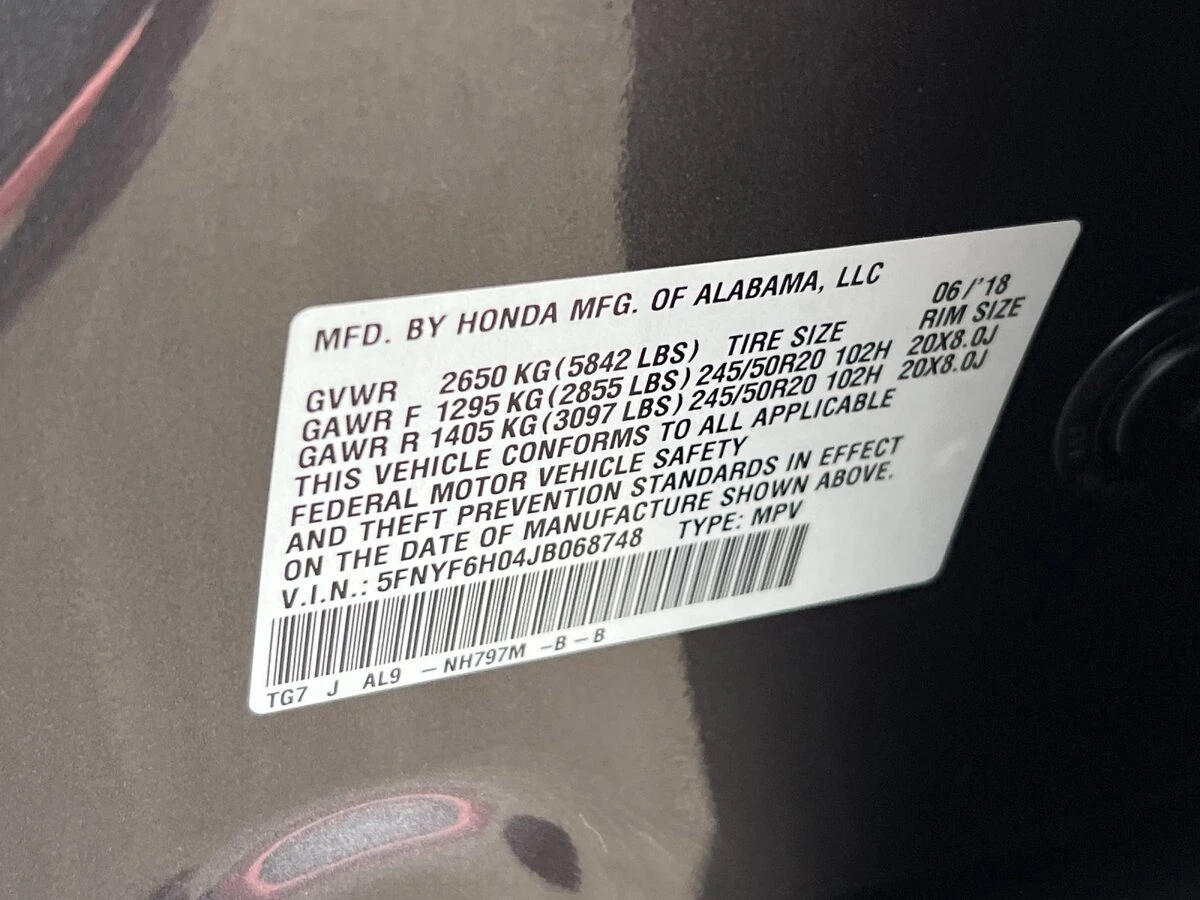 MFD. BY HONDA MFG. OF ALABAMA, LLC 06/'18
GVWR 2650 KG (5842 LBS) TIRE SIZE RIM SIZE
GAWR F 1295 KG (2855 LBS) 245/50R20 102H 20X8.0J
GAWR R 1405 KG (3097 LBS) 245/50R20 102H 20X8.0J
THIS VEHICLE CONFORMS TO ALL APPLICABLE
FEDERAL MOTOR VEHICLE SAFETY
AND THEFT PREVENTION STANDARDS IN EFFECT
ON THE DATE OF MANUFACTURE SHOWN ABOVE.
V.I.N.: 5FNYF6H04JB068748 TYPE: MPV
TG7 J AL9 – NH797M –B – B